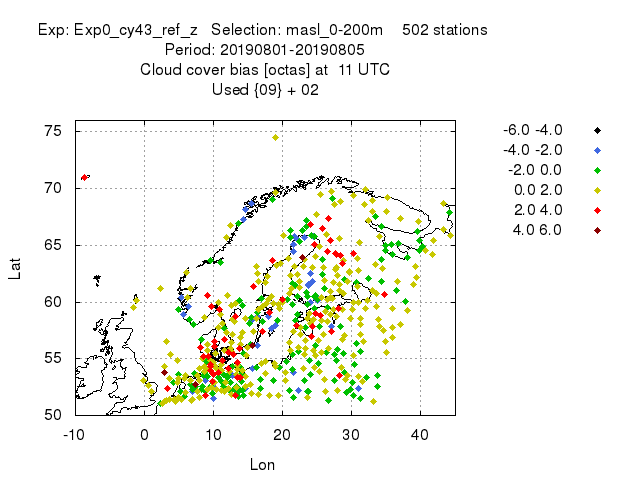 Exp: Exp0_cy43_ref_z Selection: masl_0-200m 502 stations
Period: 20190801-20190805
Cloud cover bias [octas] at 11 UTC
Used {09} + 02
-6.0 -4.0
-4.0 -2.0
-2.0 0.0
0.0 2.0
2.0 4.0
4.0 6.0
75
70
65
60
55
50
Lat
-10 0 10 20 30 40
Lon